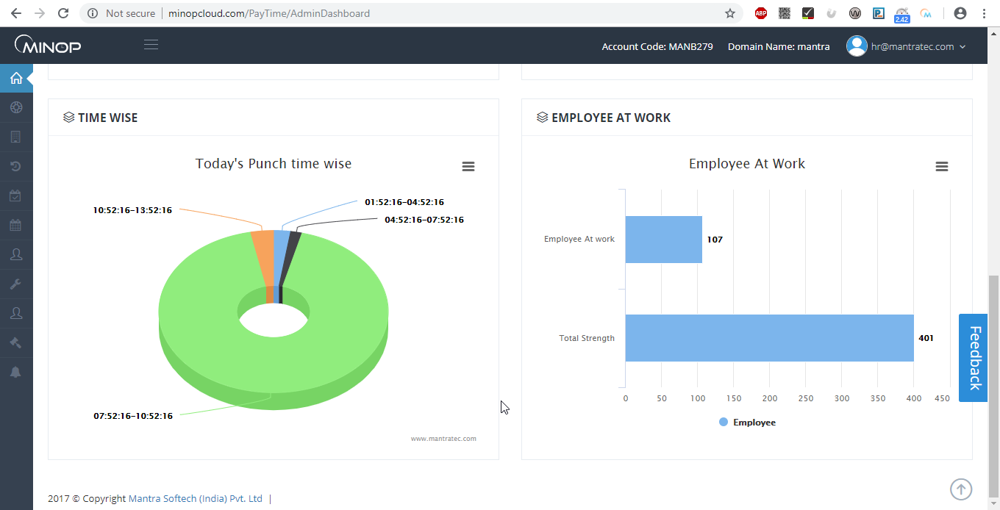 Not secure | minopcloud.com/PayTime/AdminDashboard
ABP
2.42
MINOP
Account Code: MANB279
Domain Name: mantra
hr@mantratec.com
TIME WISE
Today's Punch time wise
10:52:16-13:52:16
01:52:16-04:52:16
04:52:16-07:52:16
07:52:16-10:52:16
www.mantratec.com
EMPLOYEE AT WORK
Employee At Work
Employee At work
107
Total Strength
401
0 50 100 150 200 250 300 350 400 450
Employee
Feedback
2017 © Copyright Mantra Softech (India) Pvt. Ltd |